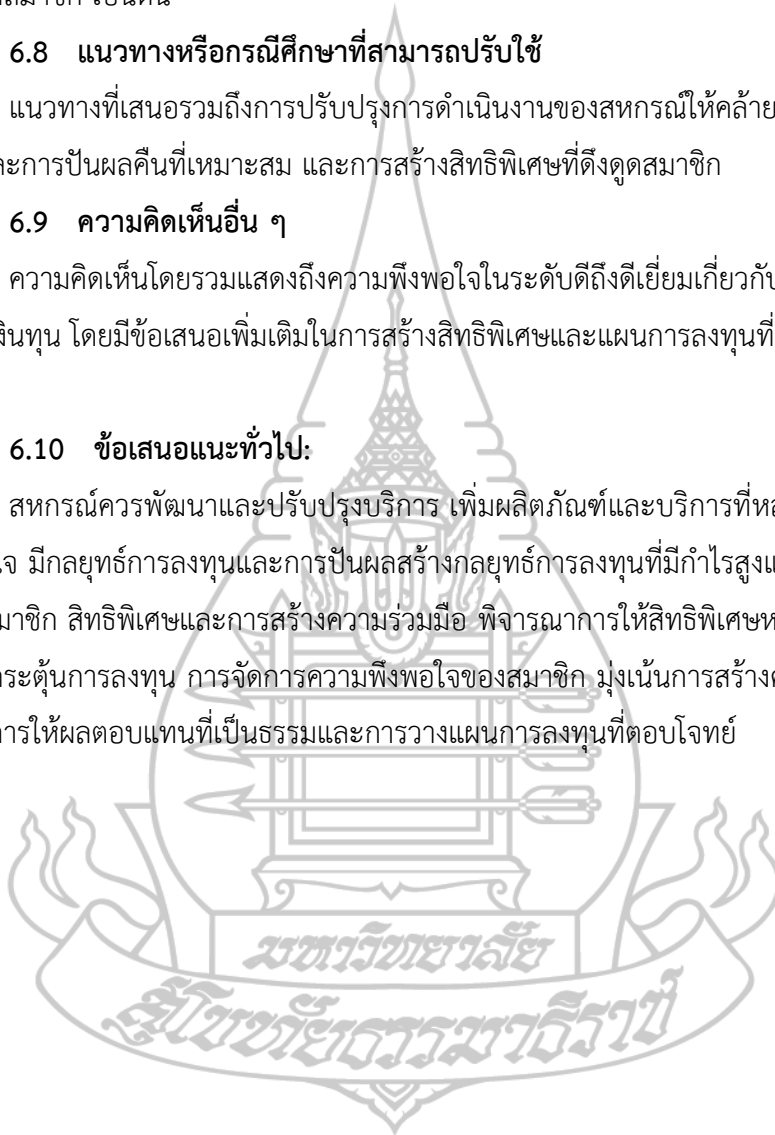 6.8 แนวทางหรือกรณีศึกษาที่สามารถปรับใช้
แนวทางที่เสนอรวมถึงการปรับปรุงการดำเนินงานของสหกรณ์ให้คล้าย
ละการปันผลคืนที่เหมาะสม และการสร้างสิทธิพิเศษที่ดึงดูดสมาชิก
6.9 ความคิดเห็นอื่น ๆ
ความคิดเห็นโดยรวมแสดงถึงความพึงพอใจในระดับดีถึงดีเยี่ยมเกี่ยวกับ
งินทุน โดยมีข้อเสนอเพิ่มเติมในการสร้างสิทธิพิเศษและแผนการลงทุนที่
6.10 ข้อเสนอแนะทั่วไป:
สหกรณ์ควรพัฒนาและปรับปรุงบริการ เพิ่มผลิตภัณฑ์และบริการที่หล
ใจ มีกลยุทธ์การลงทุนและการปันผลสร้างกลยุทธ์การลงทุนที่มีกำไรสูงแ
มาชิก สิทธิพิเศษและการสร้างความร่วมมือ พิจารณาการให้สิทธิพิเศษห
ระตุ้นการลงทุน การจัดการความพึงพอใจของสมาชิก มุ่งเน้นการสร้างค
การให้ผลตอบแทนที่เป็นธรรมและการวางแผนการลงทุนที่ตอบโจทย์
มหาวิทยาลัย
สุโขทัยธรรมาธิราช